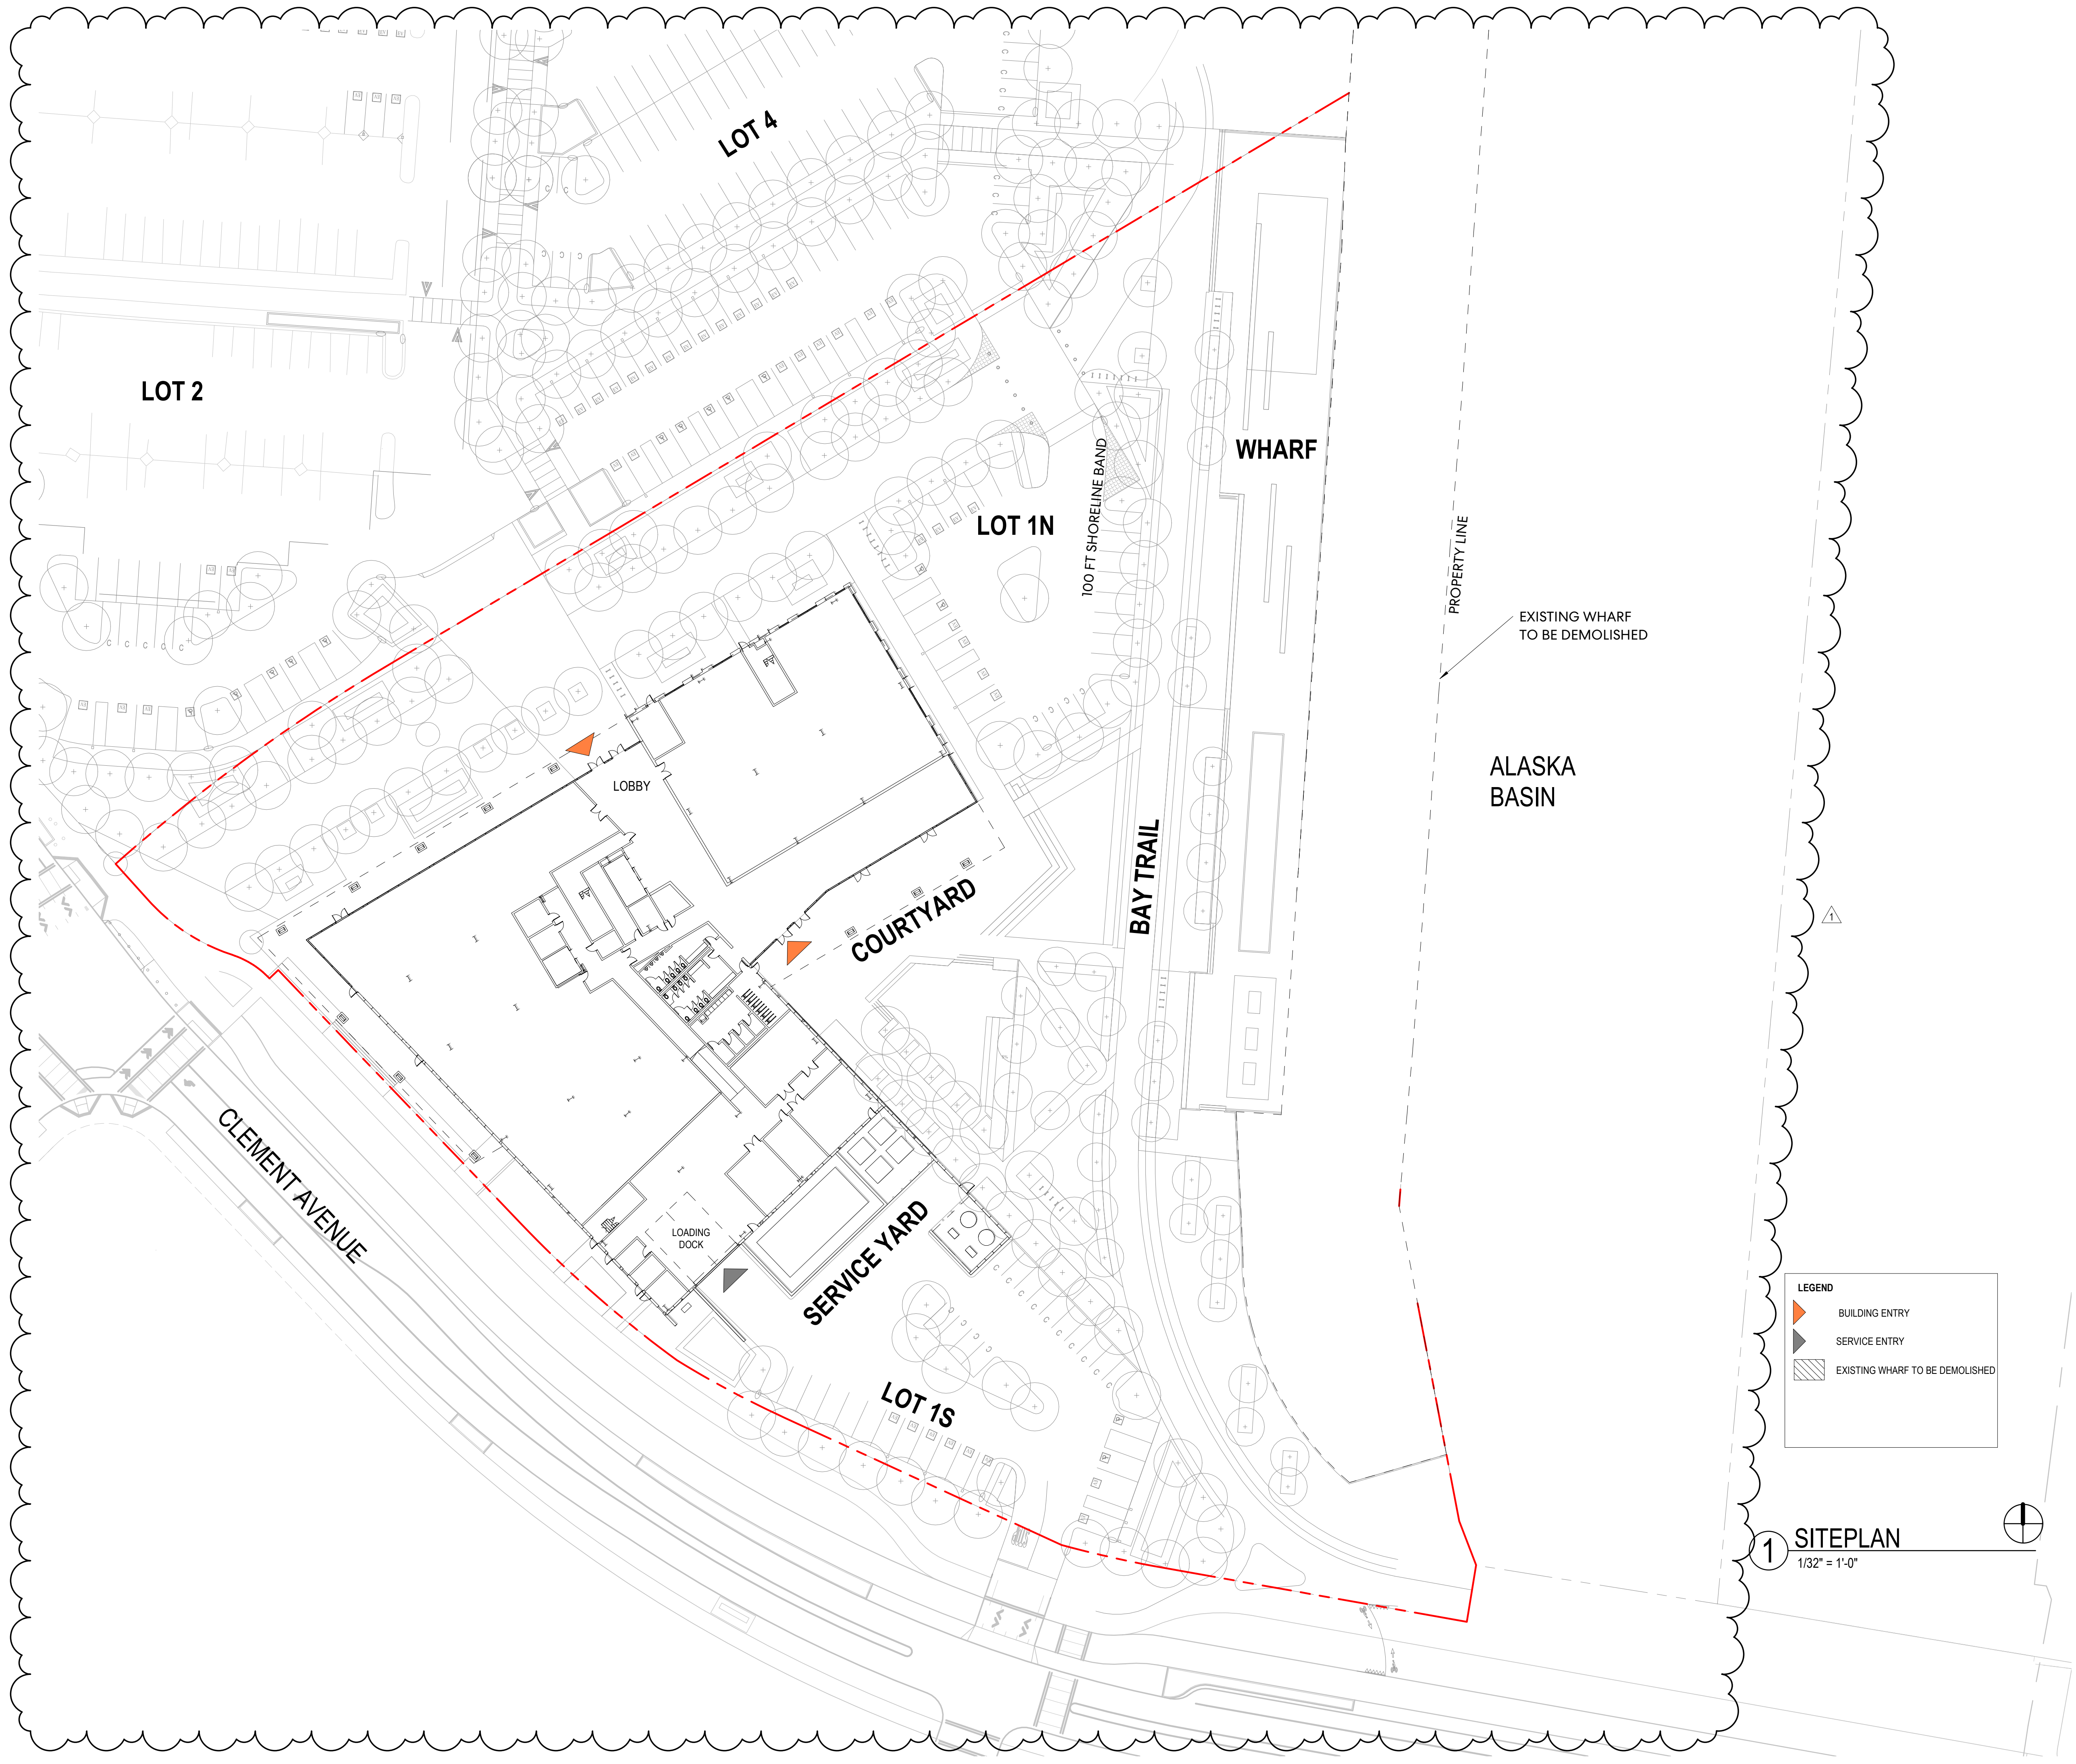 LOT 4
LOT 2
WHARF
LOT 1N
100 FT SHORELINE BAND
PROPERTY LINE
EXISTING WHARF
TO BE DEMOLISHED
LOBBY
ALASKA
BASIN
BAY TRAIL
COURTYARD
1
CLEMENT AVENUE
LOADING
DOCK
SERVICE YARD
LOT 1S
LEGEND
BUILDING ENTRY
SERVICE ENTRY
EXISTING WHARF TO BE DEMOLISHED
1
SITEPLAN
1/32" = 1'-0"